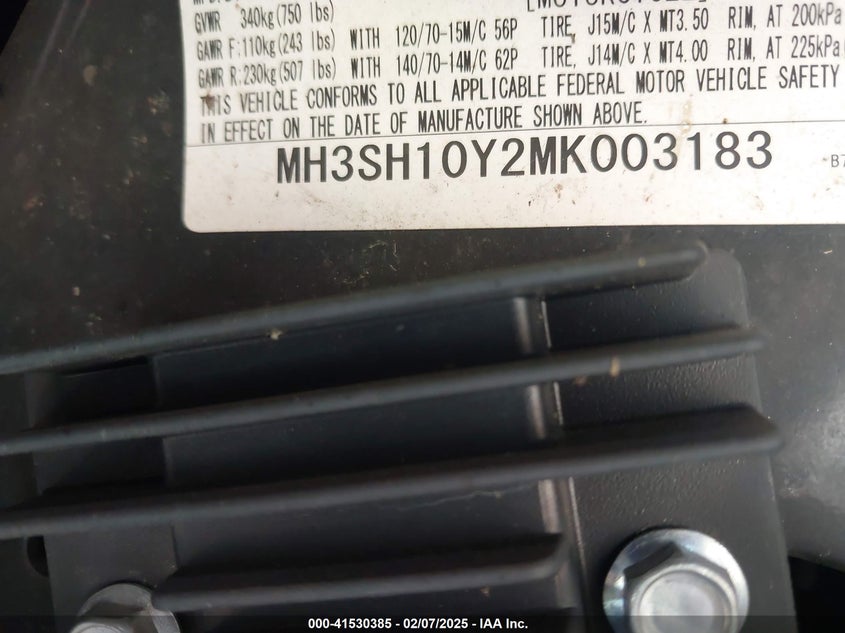 GVWR 340kg(750 lbs)
GAWR F:110kg(243 lbs) WITH 120/70-15M/C 56P TIRE, J15M/C X MT3.50 RIM, AT 200kPa
GAWR R:230kg(507 lbs) WITH 140/70-14M/C 62P TIRE, J14M/C X MT4.00 RIM, AT 225kPa(
THIS VEHICLE CONFORMS TO ALL APPLICABLE FEDERAL MOTOR VEHICLE SAFETY
IN EFFECT ON THE DATE OF MANUFACTURE SHOWN ABOVE.
MH3SH10Y2MK003183
*B7
000-41530385 - 02/07/2025 - IAA Inc.